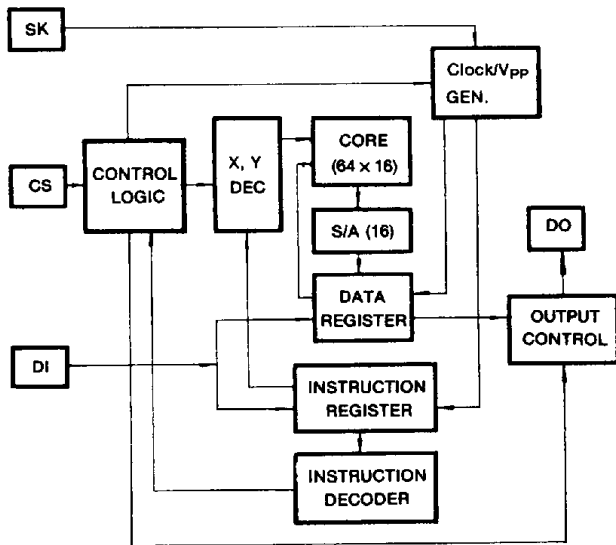 SK
Clock/VPP
GEN.
CS
CONTROL
LOGIC
X, Y
DEC
CORE
(64 x 16)
S/A (16)
DATA
REGISTER
DO
OUTPUT
CONTROL
DI
INSTRUCTION
REGISTER
INSTRUCTION
DECODER